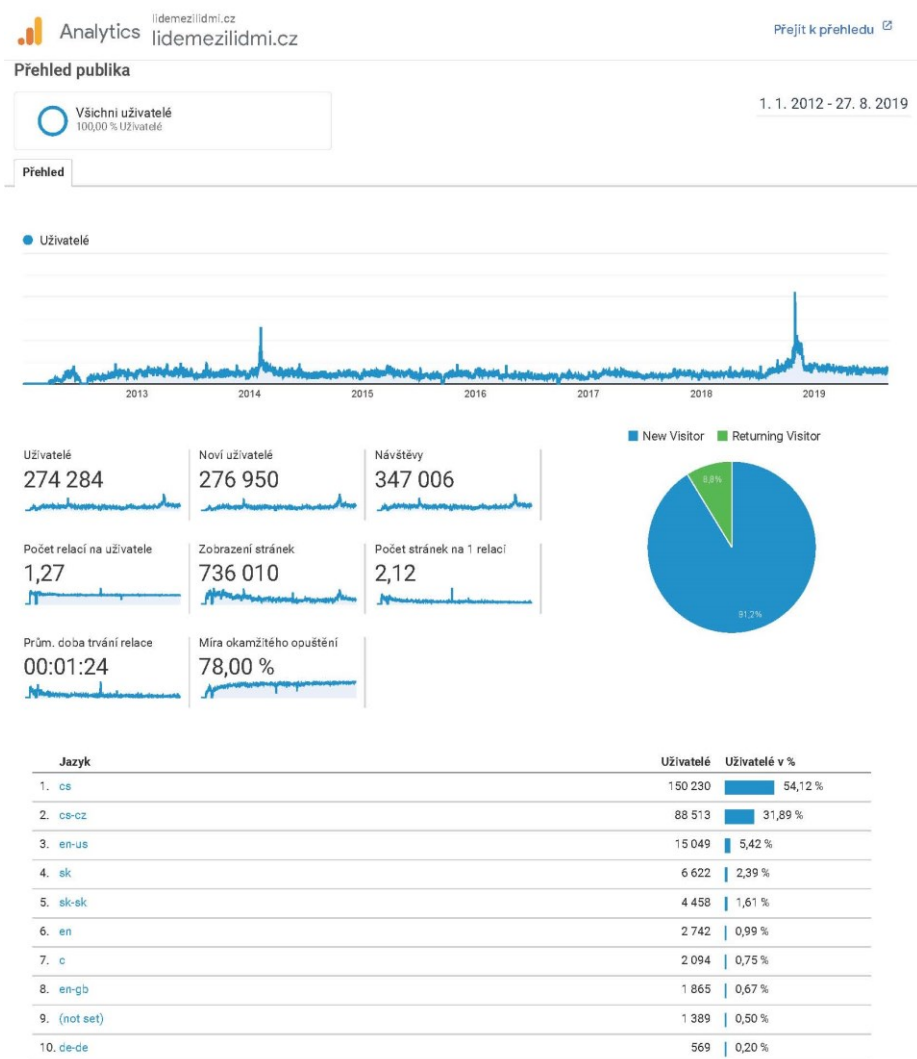 Analytics
lidemezilidmi.cz
lidemezilidmi.cz
Přejít k přehledu
Přehled publika
Všichni uživatelé
100,00 % Uživatelé
1. 1. 2012 - 27. 8. 2019
Přehled
Uživatelé
2013 2014 2015 2016 2017 2018 2019
New Visitor Returning Visitor
Uživatelé Noví uživatelé Návštěvy
274 284 276 950 347 006
8,8%
91,2%
Počet relací na uživatele Zobrazení stránek Počet stránek na 1 relaci
1,27 736 010 2,12
Prům. doba trvání relace Míra okamžitého opuštění
00:01:24 78,00 %
Jazyk Uživatelé Uživatelé v %
1. cs 150 230 54,12 %
2. cs-cz 88 513 31,89 %
3. en-us 15 049 5,42 %
4. sk 6 622 2,39 %
5. sk-sk 4 458 1,61 %
6. en 2 742 0,99 %
7. c 2 094 0,75 %
8. en-gb 1 865 0,67 %
9. (not set) 1 389 0,50 %
10. de-de 569 0,20 %